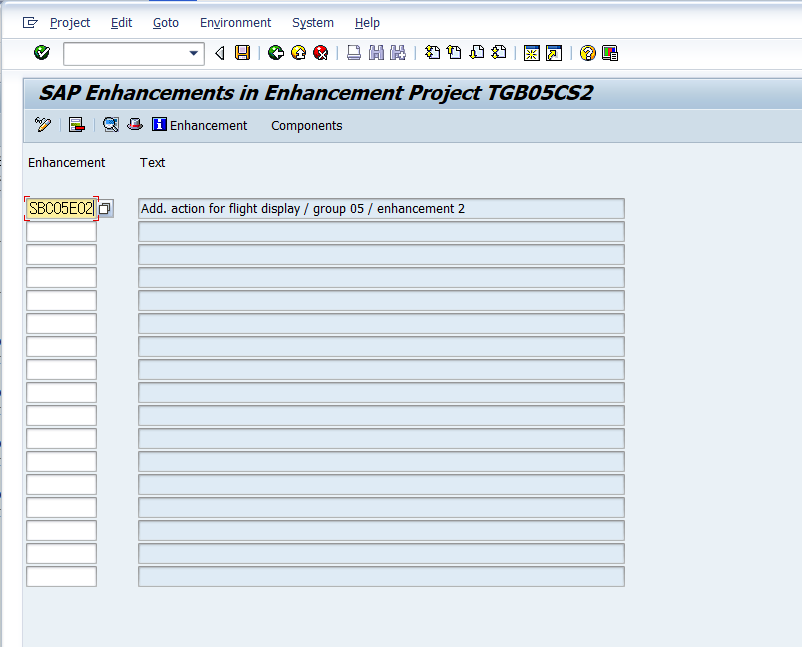 Project Edit Goto Environment System Help
SAP Enhancements in Enhancement Project TGB05CS2
Enhancement Components
Enhancement Text
SBC05E02 Add. action for flight display / group 05 / enhancement 2